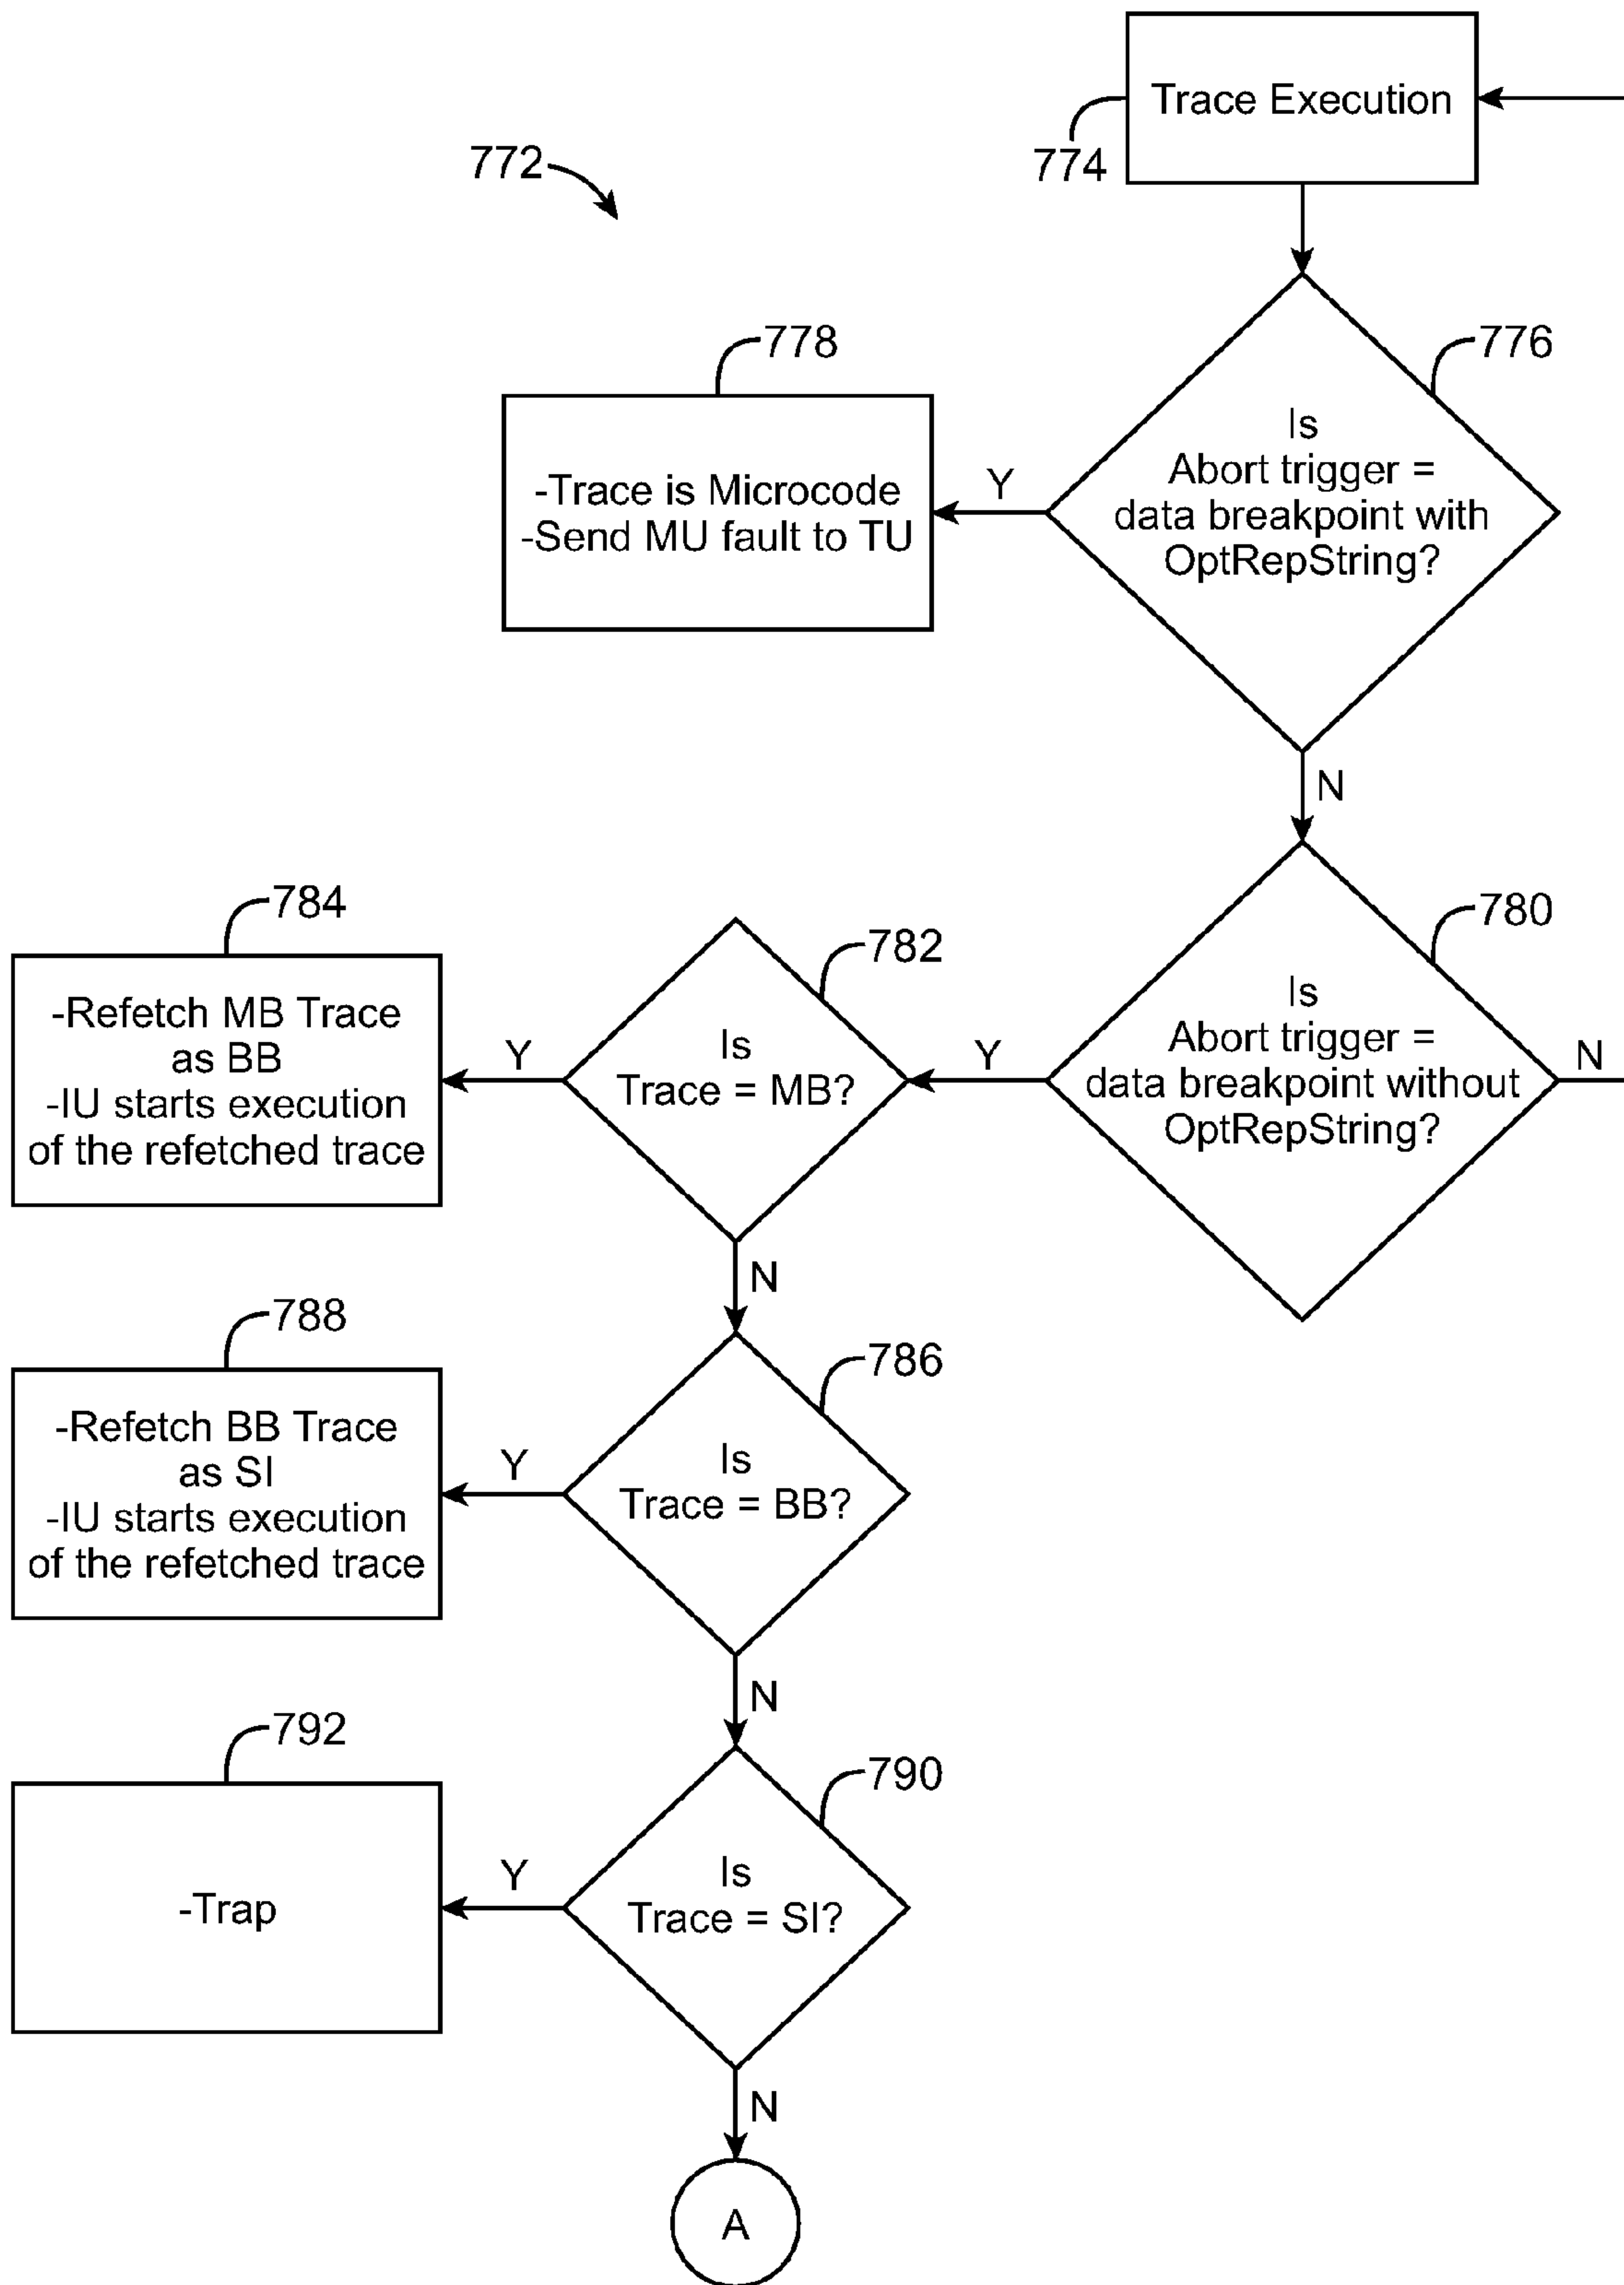 Trace Execution
774
772
776
Is
Abort trigger =
data breakpoint with
OptRepString?
778
Y
-Trace is Microcode
-Send MU fault to TU
N
780
Is
Abort trigger =
data breakpoint without
OptRepString?
N
Y
782
Is
Trace = MB?
784
Y
-Refetch MB Trace
as BB
-IU starts execution
of the refetched trace
N
786
Is
Trace = BB?
788
Y
-Refetch BB Trace
as SI
-IU starts execution
of the refetched trace
N
790
Is
Trace = SI?
792
Y
-Trap
N
A